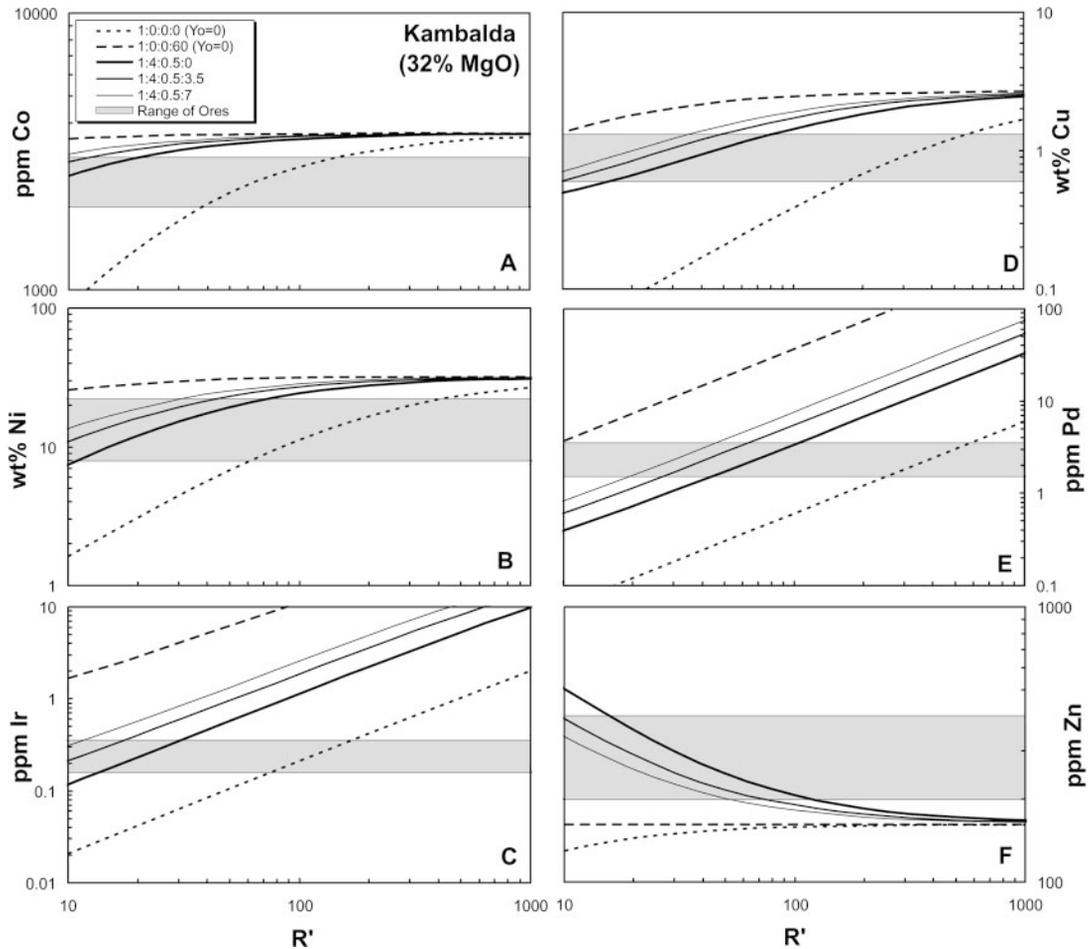 10000
1:0:0:0 (Yo=0)
1:0:0:60 (Yo=0)
1:4:0.5:0
1:4:0.5:3.5
1:4:0.5:7
Range of Ores
Kambalda
(32% MgO)
ppm Co
1000
A
10
wt% Cu
1
0.1
D
100
wt% Ni
10
1
B
100
10
ppm Pd
1
0.1
E
10
1
ppm Ir
0.1
0.01
C
10
100
1000
R'
1000
ppm Zn
100
F
10
100
1000
R'